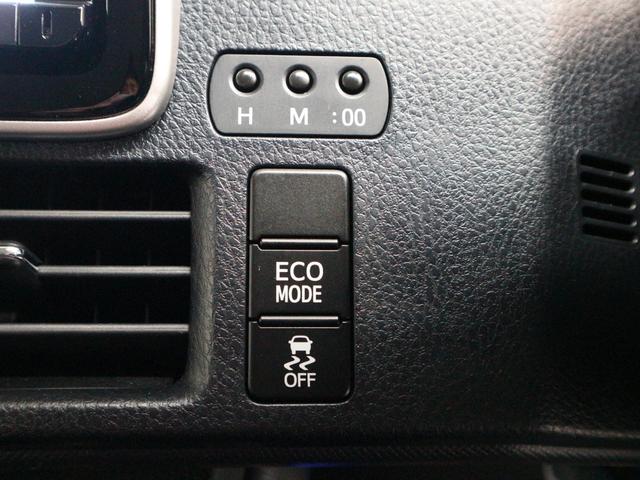 H M :00
ECO
MODE
OFF